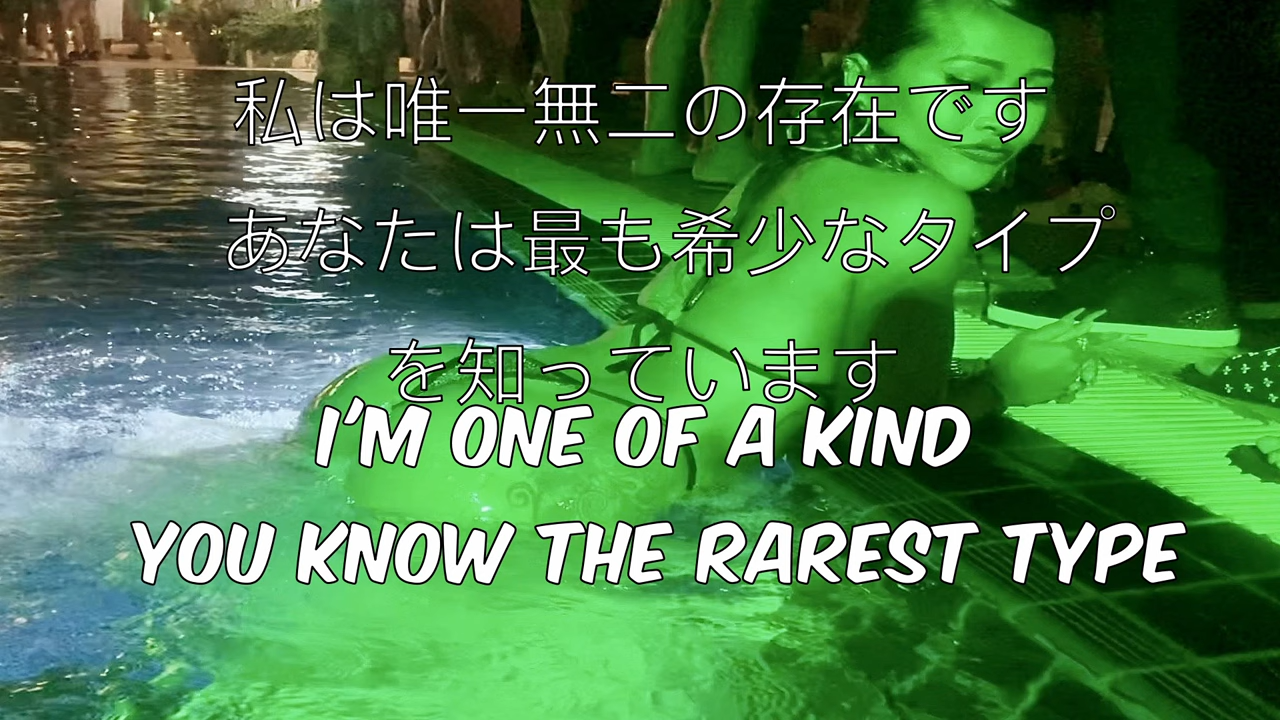 私は唯一無二の存在です
あなたは最も希少なタイプ
を知っています
I'M ONE OF A KIND
YOU KNOW THE RAREST TYPE